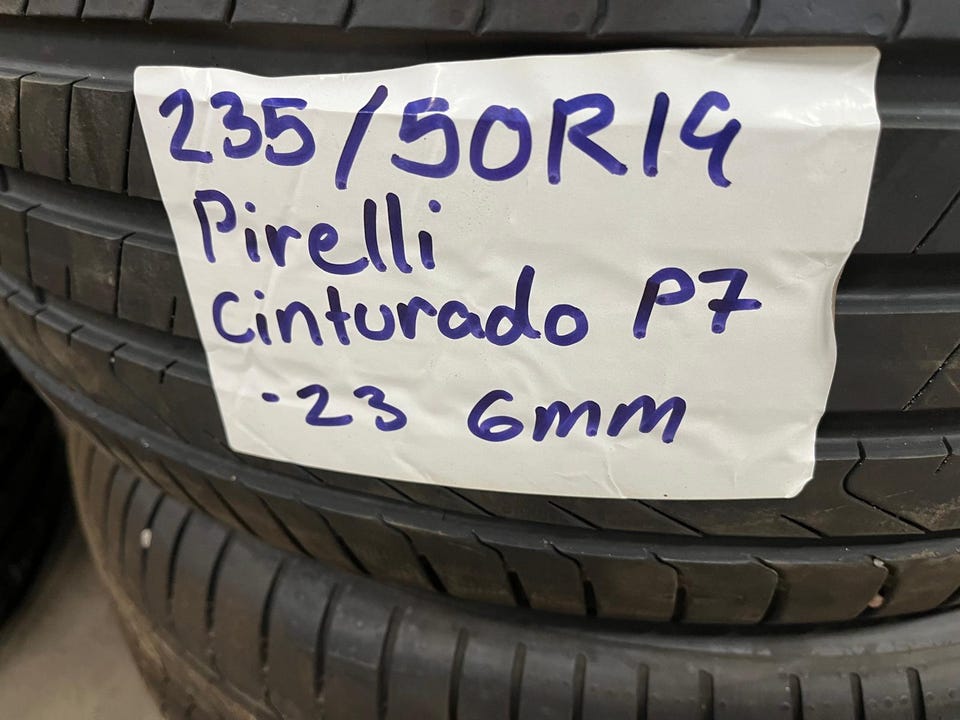 235/50R19
Pirelli
cinturado P7
-23 6mm